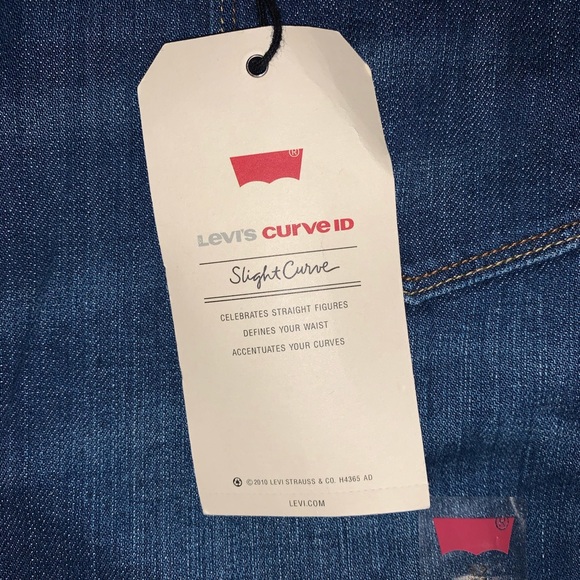 ®
LEVI'S CURVE ID
Slight Curve
CELEBRATES STRAIGHT FIGURES
DEFINES YOUR WAIST
ACCENTUATES YOUR CURVES
© 2010 LEVI STRAUSS & CO. H4365 AD
LEVI.COM
®